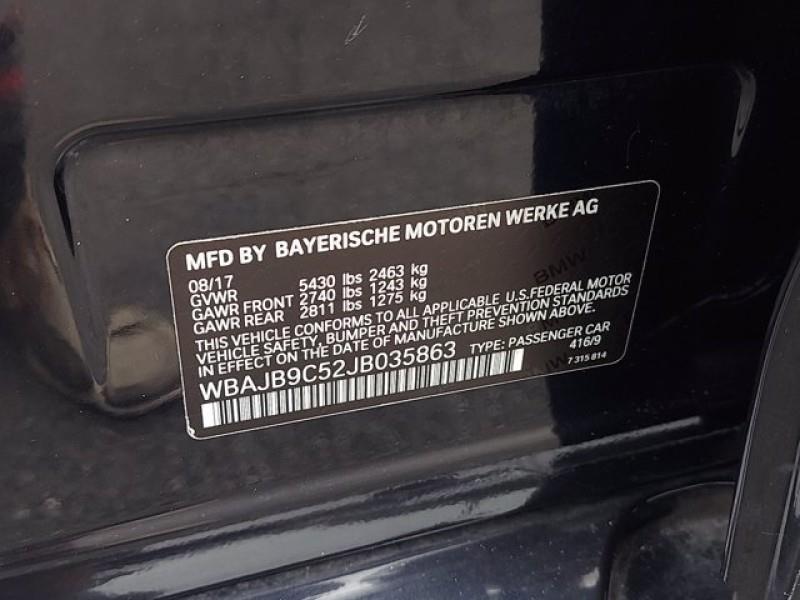 MFD BY BAYERISCHE MOTOREN WERKE AG
08/17
GVWR 5430 lbs 2463 kg
GAWR FRONT 2740 lbs 1243 kg
GAWR REAR 2811 lbs 1275 kg
THIS VEHICLE CONFORMS TO ALL APPLICABLE U.S.FEDERAL MOTOR
VEHICLE SAFETY, BUMPER AND THEFT PREVENTION STANDARDS
IN EFFECT ON THE DATE OF MANUFACTURE SHOWN ABOVE.
WBAJB9C52JB035863 TYPE: PASSENGER CAR
416/9
7 315 814
BMW